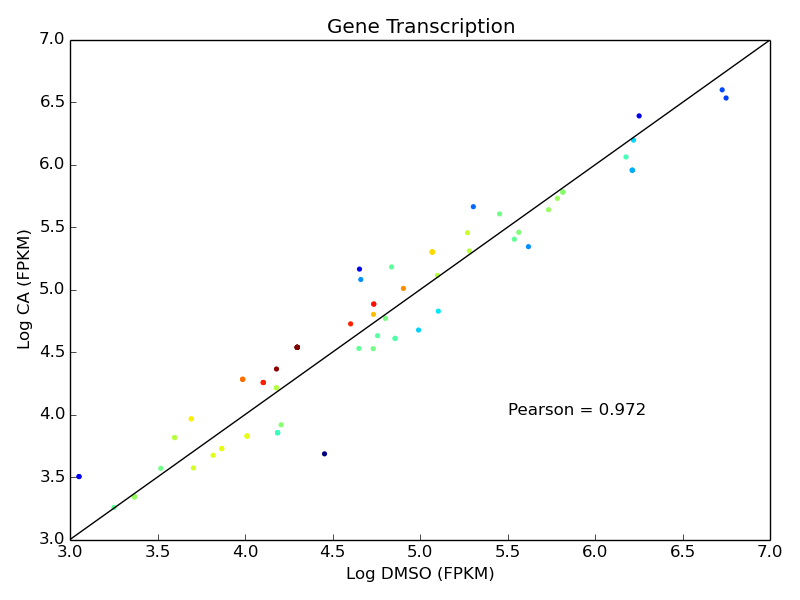 Gene Transcription
7.0
6.5
6.0
5.5
5.0
4.5
4.0
3.5
3.0
Log CA (FPKM)
Pearson = 0.972
3.0 3.5 4.0 4.5 5.0 5.5 6.0 6.5 7.0
Log DMSO (FPKM)